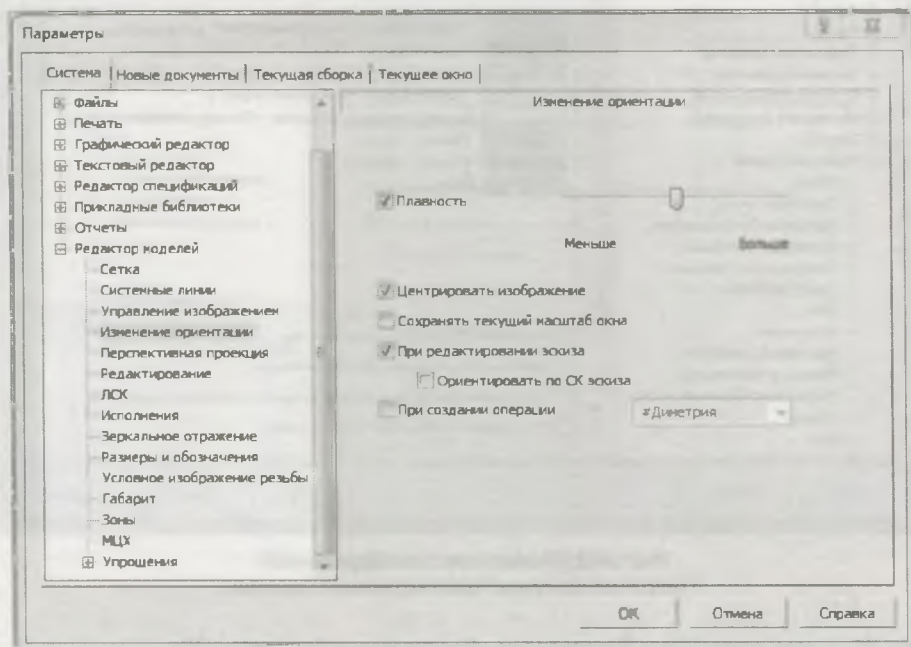 Параметры
Система
Новые документы
Текущая сборка
Текущее окно
Файлы
Печать
Графический редактор
Текстовый редактор
Редактор спецификаций
Прикладные библиотеки
Отчеты
Редактор моделей
Сетка
Системные линии
Управление изображением
Изменение ориентации
Перспективная проекция
Редактирование
ЛСК
Исполнения
Зеркальное отражение
Размеры и обозначения
Условное изображение резьбы
Габарит
Зоны
МЦХ
Упрощения
Изменение ориентации
Плавность
Меньше
Больше
Центрировать изображение
Сохранять текущий масштаб окна
При редактировании эскиза
Ориентировать по СК эскиза
При создании операции
#Диметрия
OK
Отмена
Справка